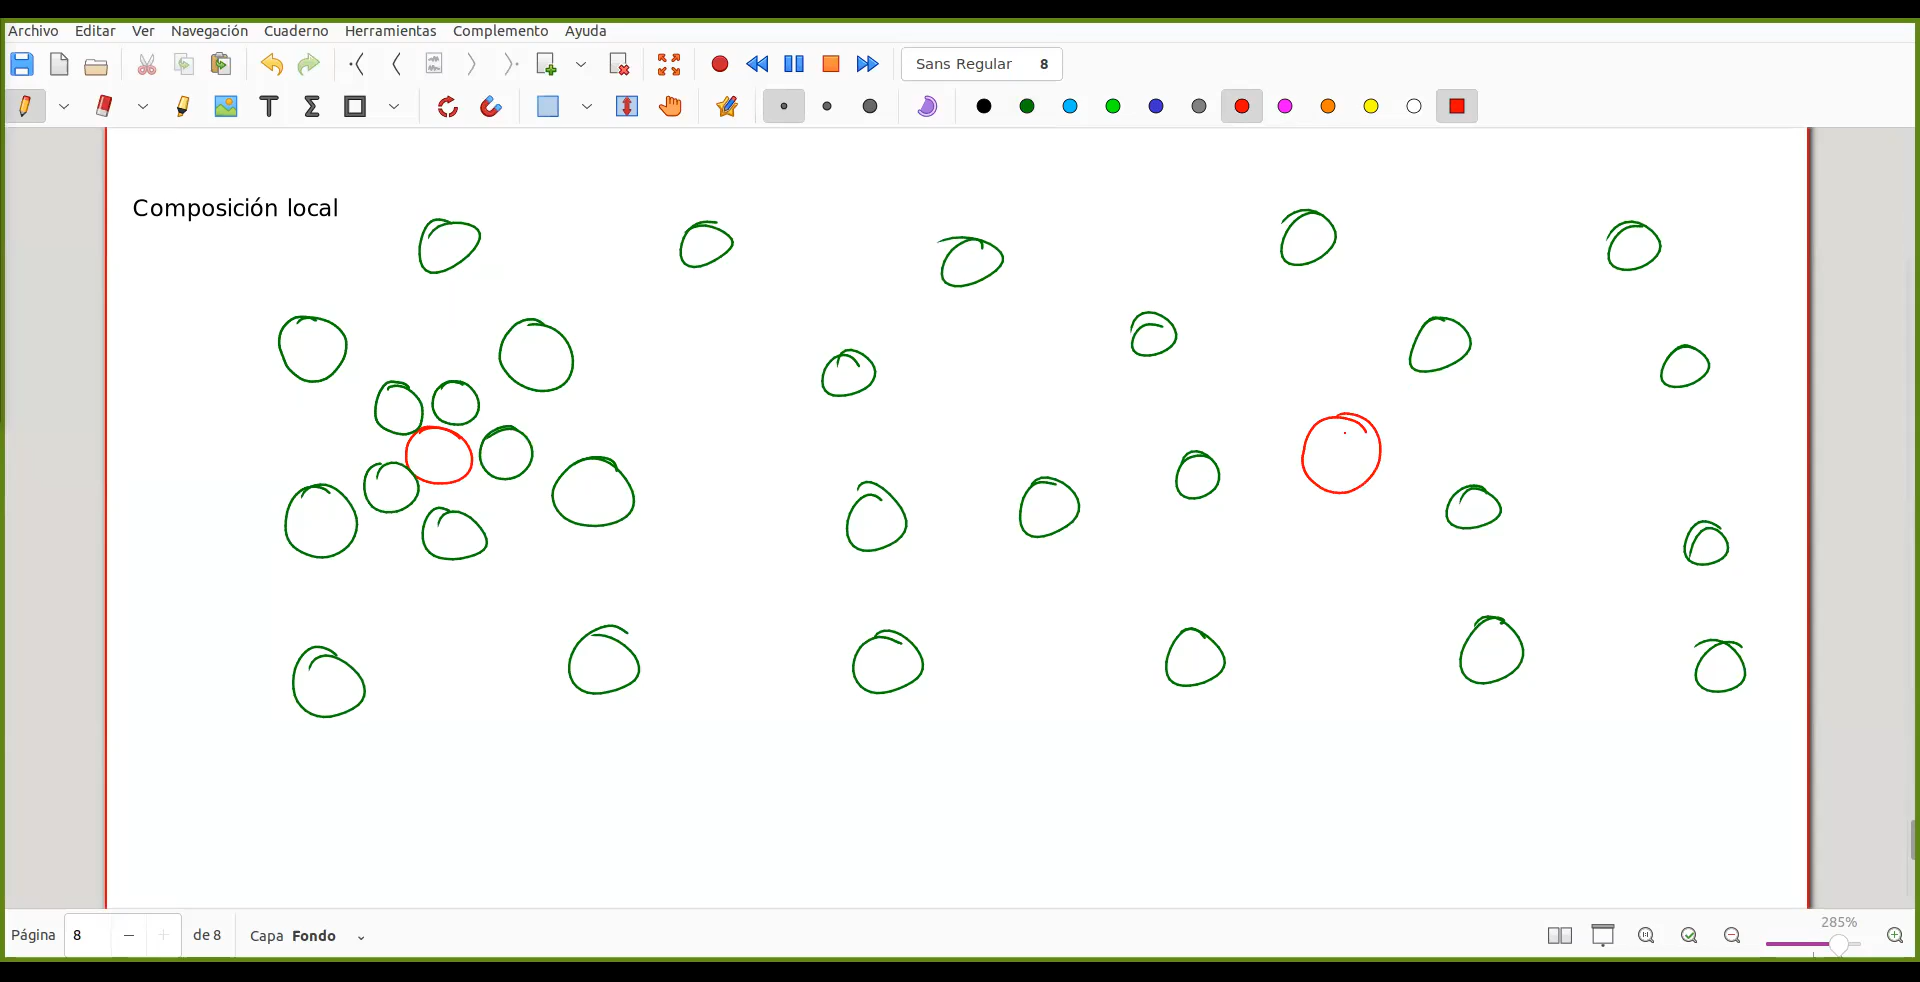 Archivo Editar Ver Navegación Cuaderno Herramientas Complemento Ayuda
Sans Regular 8
Composición local
Página 8 de 8 Capa Fondo 285%